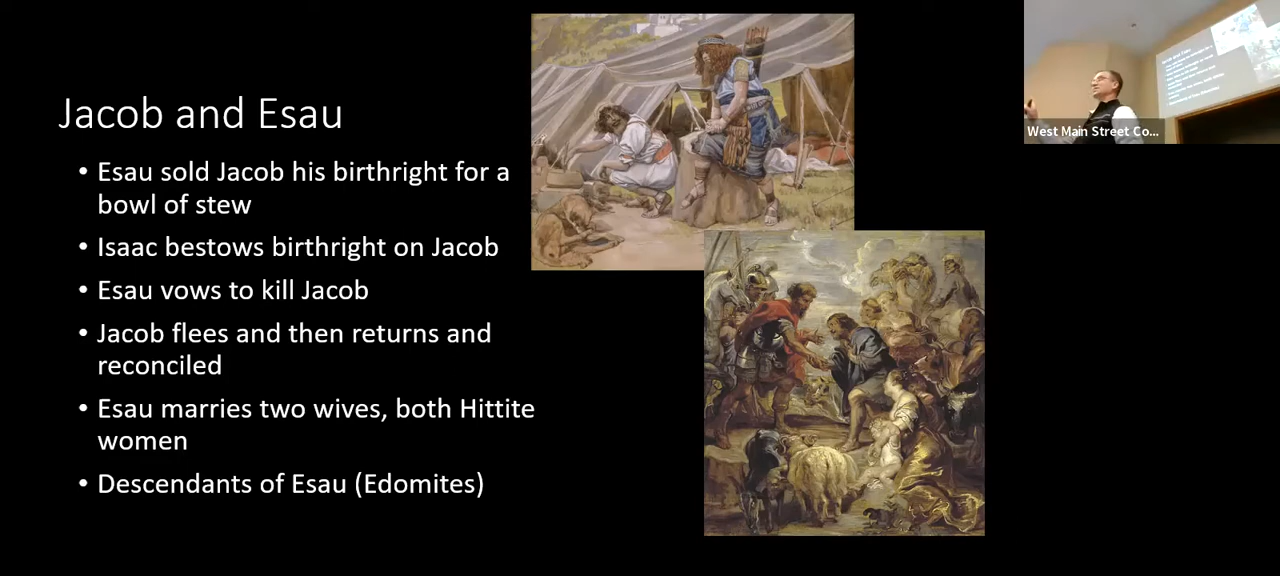 Jacob and Esau
• Esau sold Jacob his birthright for a
bowl of stew
• Isaac bestows birthright on Jacob
• Esau vows to kill Jacob
• Jacob flees and then returns and
reconciled
• Esau marries two wives, both Hittite
women
• Descendants of Esau (Edomites)
West Main Street Co...